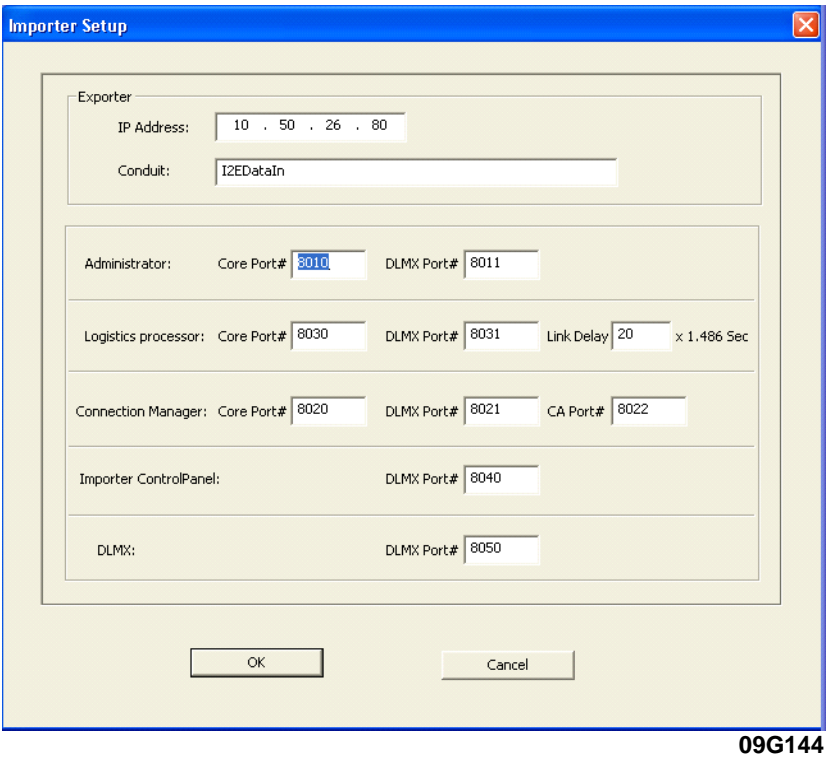 Importer Setup
Exporter
IP Address: 10 . 50 . 26 . 80
Conduit: I2EDataIn
Administrator: Core Port# 8010 DLMX Port# 8011
Logistics processor: Core Port# 8030 DLMX Port# 8031 Link Delay 20 x 1.486 Sec
Connection Manager: Core Port# 8020 DLMX Port# 8021 CA Port# 8022
Importer ControlPanel: DLMX Port# 8040
DLMX: DLMX Port# 8050
OK Cancel
09G144